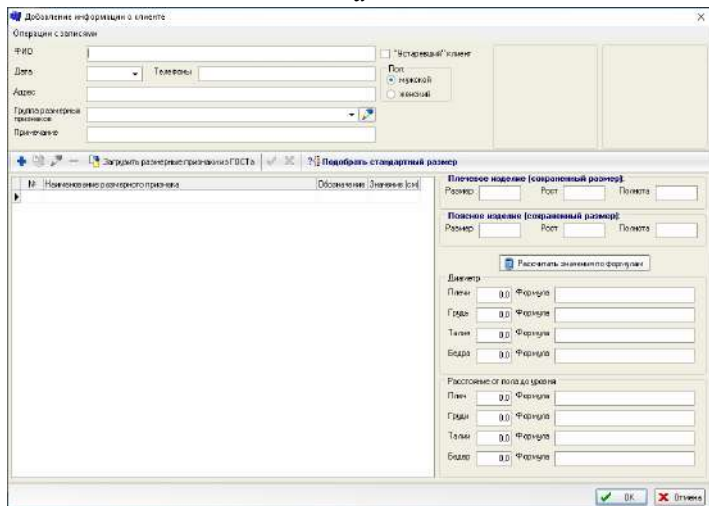 Добавление информации о клиенте
Операции с записями
ФИО
"Устаревший" клиент
Дата
Телефоны
Пол:
мужской
женский
Адрес
Группа размерных признаков
Примечание
Загрузить размерные признаки из ГОСТа
Подобрать стандартный размер
№ Наименование размерного признака Обозначение Значение (см)
Плечевое изделие (сохраненный размер):
Размер Рост Полнота
Поясное изделие (сохраненный размер):
Размер Рост Полнота
Рассчитать значения по формулам
Диаметр
Плечи 0,0 Формула
Грудь 0,0 Формула
Талия 0,0 Формула
Бедра 0,0 Формула
Расстояние от пола до уровня
Плеч 0,0 Формула
Груди 0,0 Формула
Талии 0,0 Формула
Бедер 0,0 Формула
OK Отмена